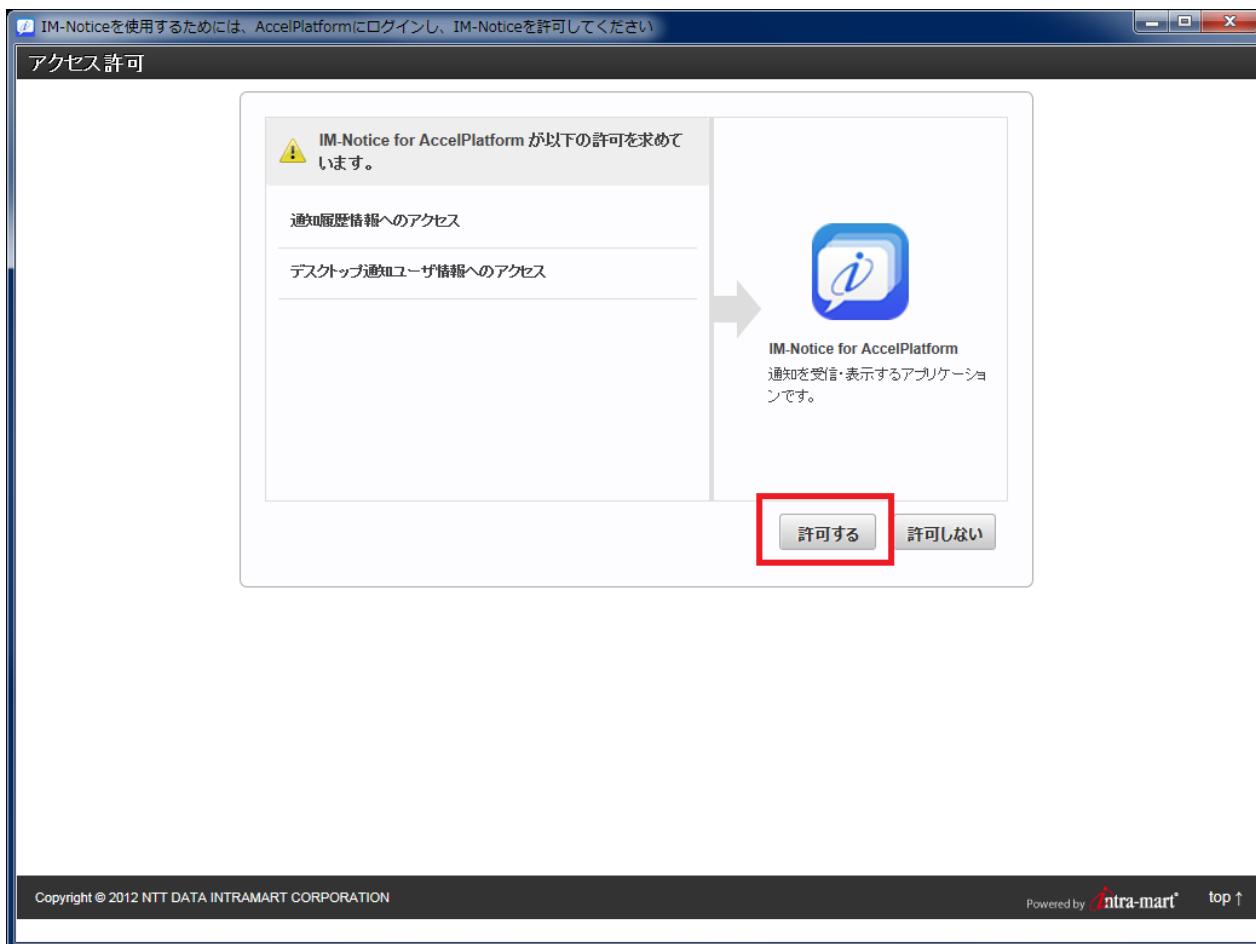 IM-Noticeを使用するためには、AccelPlatformにログインし、IM-Noticeを許可してください
アクセス許可
IM-Notice for AccelPlatform が以下の許可を求めて
います。
通知履歴情報へのアクセス
デスクトップ通知ユーザ情報へのアクセス
IM-Notice for AccelPlatform
通知を受信・表示するアプリケーショ
ンです。
許可する
許可しない
Copyright © 2012 NTT DATA INTRAMART CORPORATION
Powered by intra-mart
top ↑